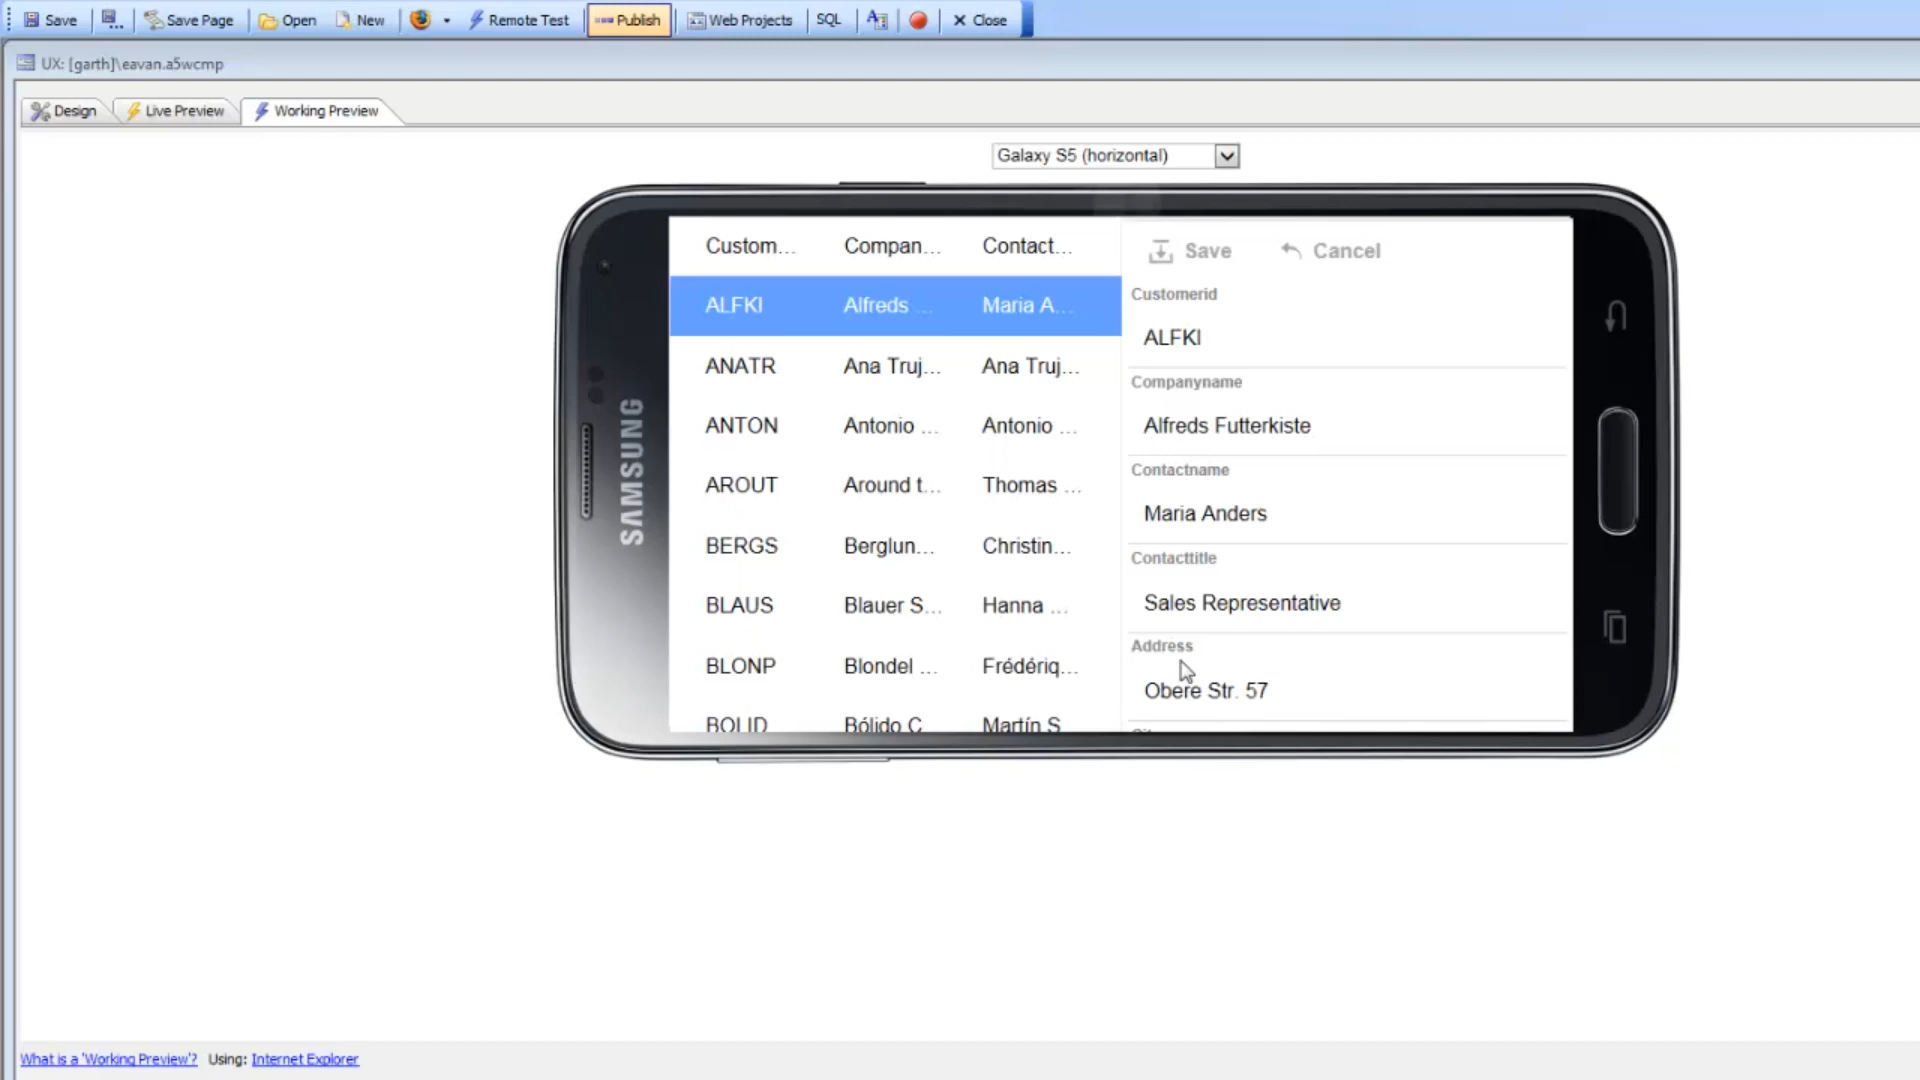 Save Save Page Open New Remote Test Publish Web Projects SQL Close
UX: [garth]\eavan.a5wcmp
Design Live Preview Working Preview
Galaxy S5 (horizontal)
SAMSUNG
Custom... Compan... Contact...
ALFKI Alfreds ... Maria A...
ANATR Ana Truj... Ana Truj...
ANTON Antonio ... Antonio ...
AROUT Around t... Thomas ...
BERGS Berglun... Christin...
BLAUS Blauer S... Hanna ...
BLONP Blondel ... Frédériq...
BOLID Bólido C Martín S
Save Cancel
Customerid
ALFKI
Companyname
Alfreds Futterkiste
Contactname
Maria Anders
Contacttitle
Sales Representative
Address
Obere Str. 57
What is a 'Working Preview'? Using: Internet Explorer